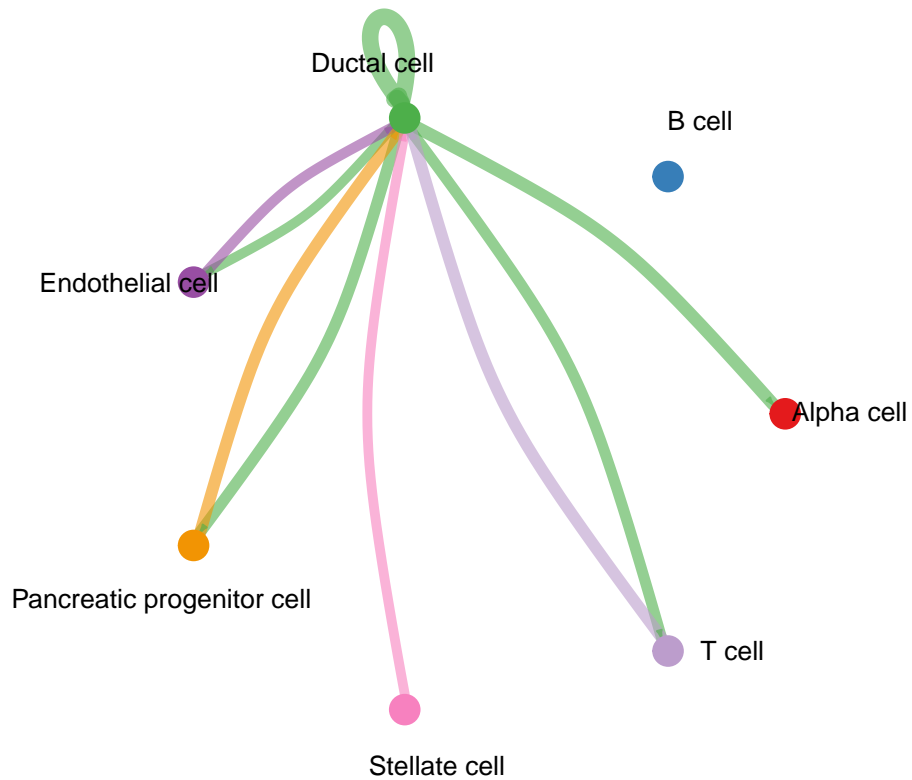 Ductal cell
B cell
Endothelial cell
Alpha cell
Pancreatic progenitor cell
T cell
Stellate cell